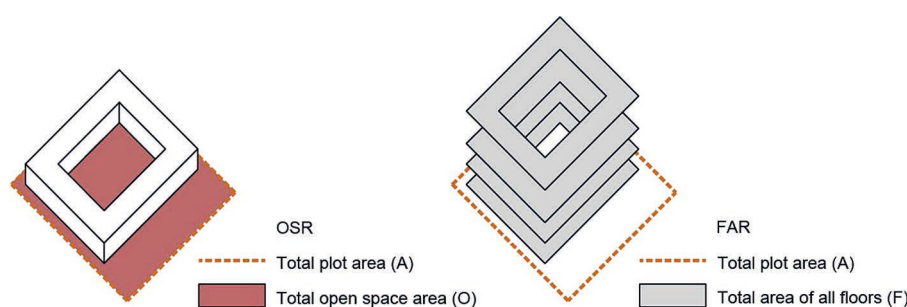 OSR
Total plot area (A)
Total open space area (O)
FAR
Total plot area (A)
Total area of all floors (F)